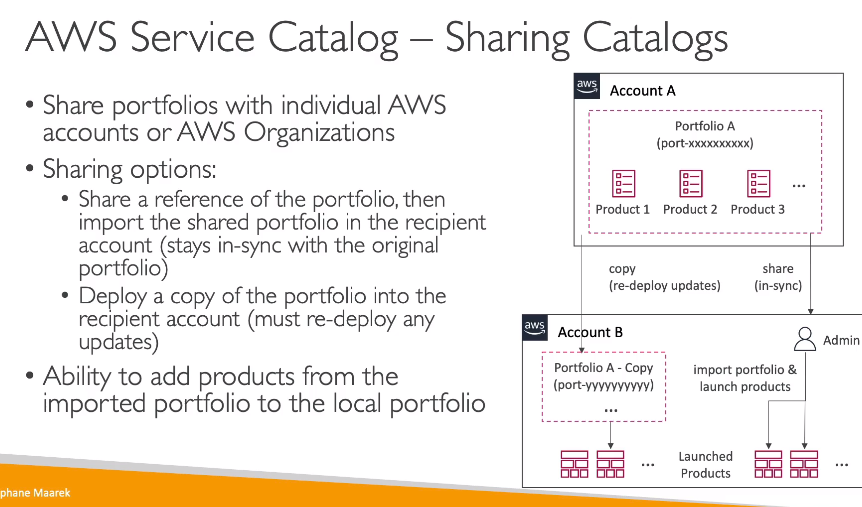 AWS Service Catalog – Sharing Catalogs
• Share portfolios with individual AWS
accounts or AWS Organizations
• Sharing options:
• Share a reference of the portfolio, then
import the shared portfolio in the recipient
account (stays in-sync with the original
portfolio)
• Deploy a copy of the portfolio into the
recipient account (must re-deploy any
updates)
• Ability to add products from the
imported portfolio to the local portfolio
aws
Account A
Portfolio A
(port-xxxxxxxxxx)
Product 1 Product 2 Product 3 ...
copy
(re-deploy updates)
share
(in-sync)
aws
Account B
Portfolio A - Copy
(port-yyyyyyyyyy)
...
Admin
import portfolio &
launch products
...
Launched
Products
...
phane Maarek